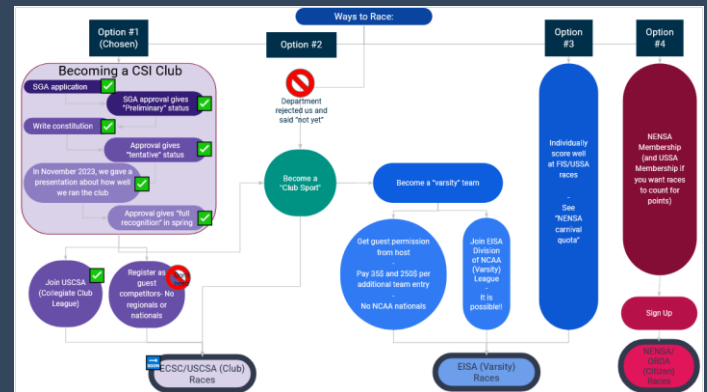 Ways to Race:
Option #1
(Chosen)
Option #2
Option
#3
Option
#4
Becoming a CSI Club
SGA application
SGA approval gives
"Preliminary" status
Write constitution
Approval gives
"tentative" status
In November 2023, we gave a
presentation about how well
we ran the club
Approval gives "full
recognition" in spring
Department
rejected us and
said "not yet"
Become a
"Club Sport"
Become a "varsity" team
Individually
score well
at FIS/USSA
races
-
See
"NENSA
carnival
quota"
NENSA
Membership
(and USSA
Membership if
you want races
to count for
points)
Join USCSA
(Collegiate Club
League)
Register as
guest
competitors- No
regionals or
nationals
Get guest permission
from host
-
Pay 35$ and 250$ per
additional team entry
-
No NCAA nationals
Join EISA
Division of
NCAA
(Varsity)
League
-
It is
possible!!
Sign Up
ECSC/USCSA (Club)
Races
EISA (Varsity)
Races
NENSA/
ORDA
(Citizen)
Races